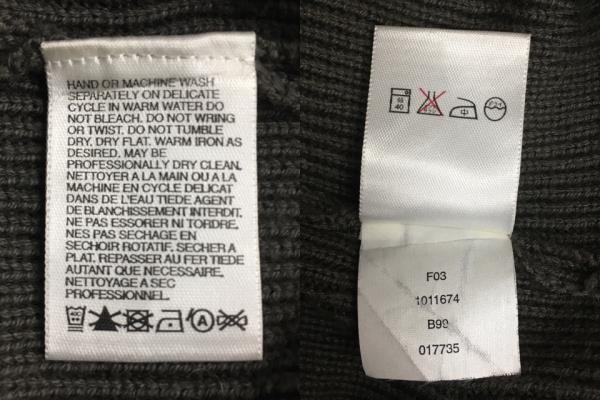 HAND OR MACHINE WASH
SEPARATELY ON DELICATE
CYCLE IN WARM WATER DO
NOT BLEACH. DO NOT WRING
OR TWIST. DO NOT TUMBLE
DRY. DRY FLAT. WARM IRON AS
DESIRED. MAY BE
PROFESSIONALLY DRY CLEAN.
NETTOYER A LA MAIN OU A LA
MACHINE EN CYCLE DELICAT
DANS DE L'EAU TIEDE AGENT
DE BLANCHISSEMENT INTERDIT.
NE PAS ESSORER NI TORDRE.
NES PAS SECHAGE EN
SECHOIR ROTATIF. SECHER A
PLAT. REPASSER AU FER TIEDE
AUTANT QUE NECESSAIRE.
NETTOYAGE A SEC
PROFESSIONNEL.
A
40
中
F03
1011674
B99
017735